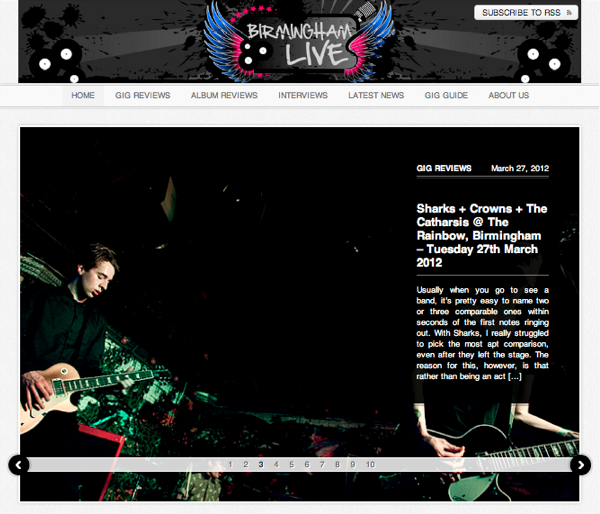 SUBSCRIBE TO RSS
BIRMINGHAM
LIVE
HOME GIG REVIEWS ALBUM REVIEWS INTERVIEWS LATEST NEWS GIG GUIDE ABOUT US
GIG REVIEWS March 27, 2012
Sharks + Crowns + The
Catharsis @ The
Rainbow, Birmingham
– Tuesday 27th March
2012
Usually when you go to see a
band, it's pretty easy to name two
or three comparable ones within
seconds of the first notes ringing
out. With Sharks, I really struggled
to pick the most apt comparison,
even after they left the stage. The
reason for this, however, is that
rather than being an act [...]
1 2 3 4 5 6 7 8 9 10